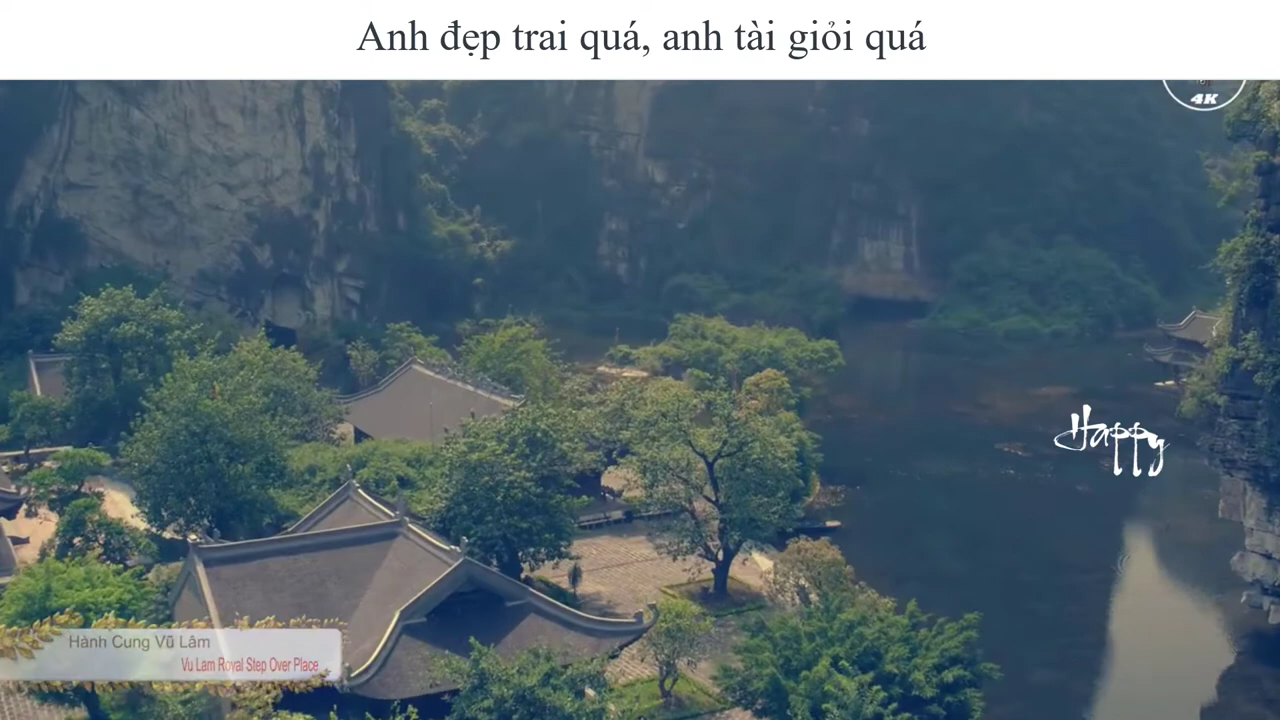 Anh đẹp trai quá, anh tài giỏi quá
4K
Happy
Hành Cung Vũ Lâm
Vu Lam Royal Step Over Place